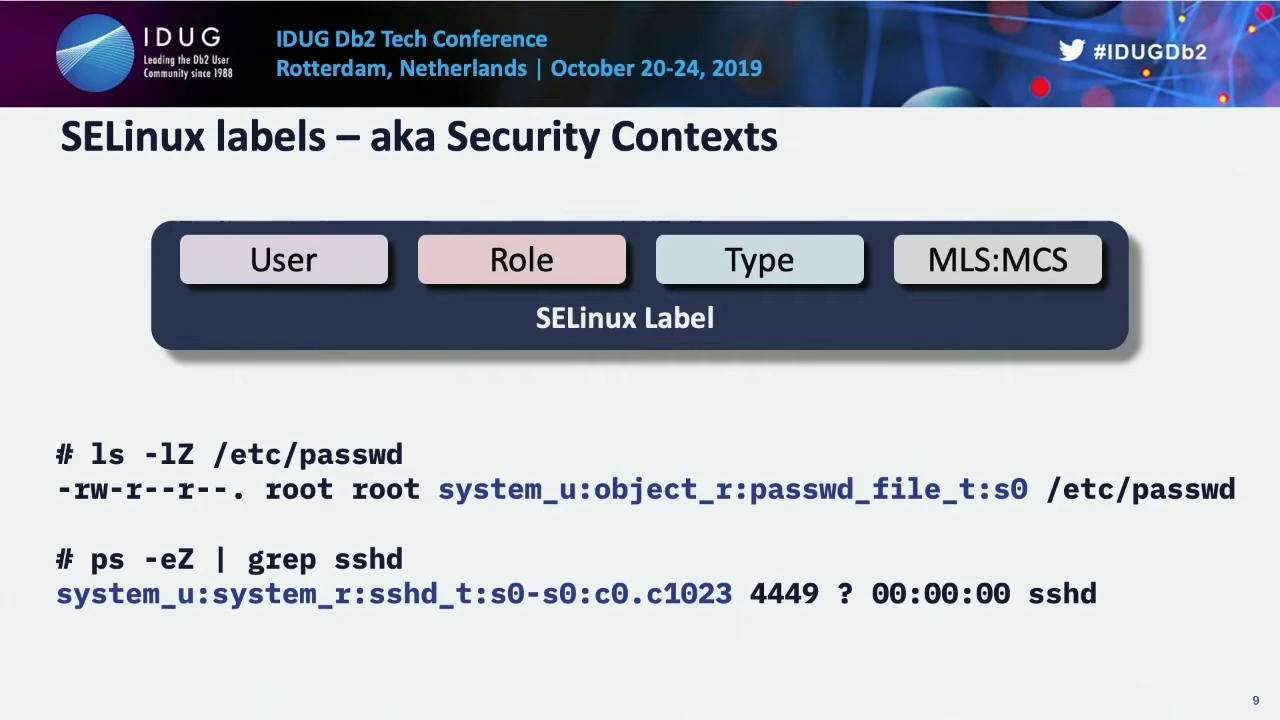 IDUG
Leading the Db2 User
Community since 1988
IDUG Db2 Tech Conference
Rotterdam, Netherlands | October 20-24, 2019
#IDUGDb2
SELinux labels – aka Security Contexts
User Role Type MLS:MCS
SELinux Label
# ls -lZ /etc/passwd
-rw-r--r--. root root system_u:object_r:passwd_file_t:s0 /etc/passwd
# ps -eZ | grep sshd
system_u:system_r:sshd_t:s0-s0:c0.c1023 4449 ? 00:00:00 sshd
9